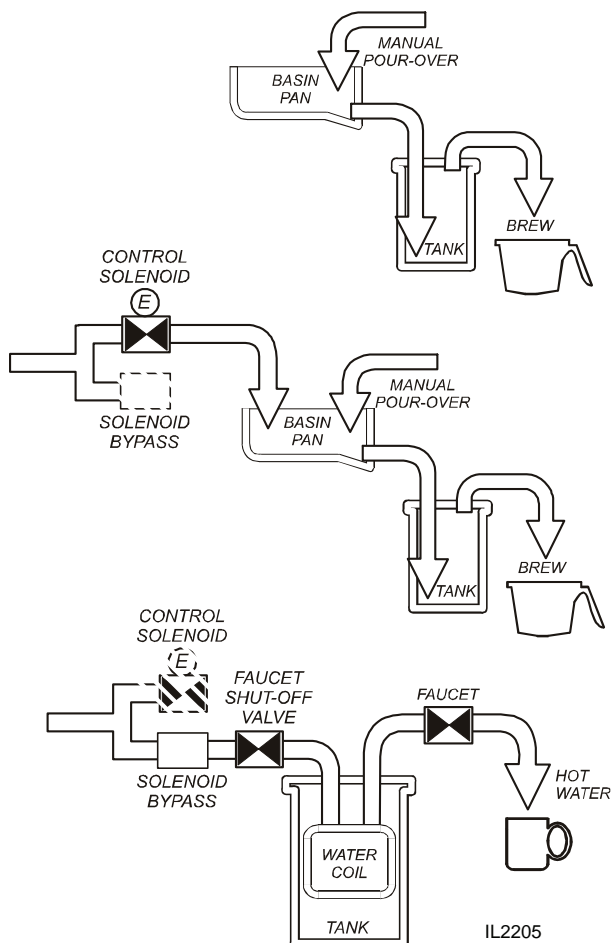 MANUAL
POUR-OVER
BASIN
PAN
TANK
BREW
CONTROL
SOLENOID
E
SOLENOID
BYPASS
MANUAL
POUR-OVER
BASIN
PAN
TANK
BREW
CONTROL
SOLENOID
E
FAUCET
SHUT-OFF
VALVE
SOLENOID
BYPASS
FAUCET
HOT
WATER
WATER
COIL
TANK
IL2205